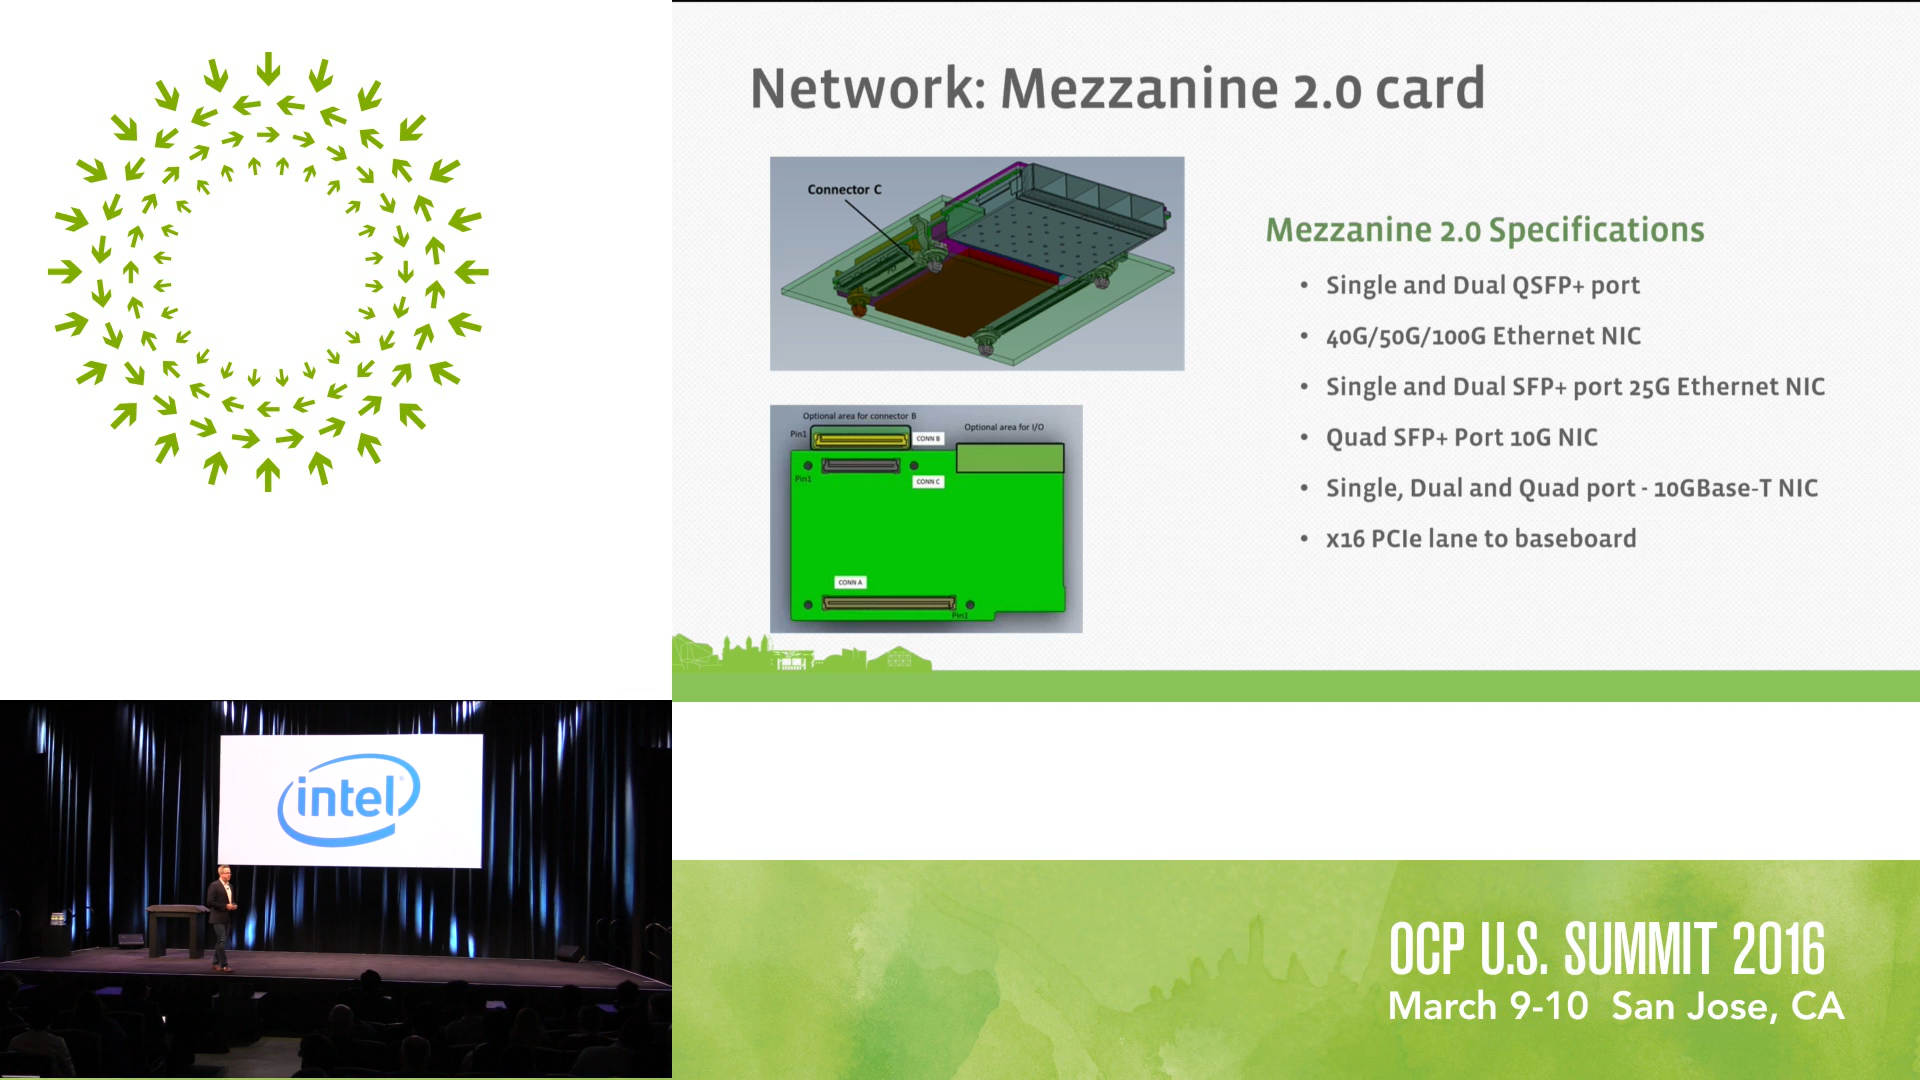 Network: Mezzanine 2.0 card
Connector C
Mezzanine 2.0 Specifications
• Single and Dual QSFP+ port
• 40G/50G/100G Ethernet NIC
• Single and Dual SFP+ port 25G Ethernet NIC
• Quad SFP+ Port 10G NIC
• Single, Dual and Quad port - 10GBase-T NIC
• x16 PCIe lane to baseboard
Optional area for connector B
Optional area for I/O
Pin1
CONN B
Pin1
CONN C
CONN A
Pin1
intel
OCP U.S. SUMMIT 2016
March 9-10 San Jose, CA